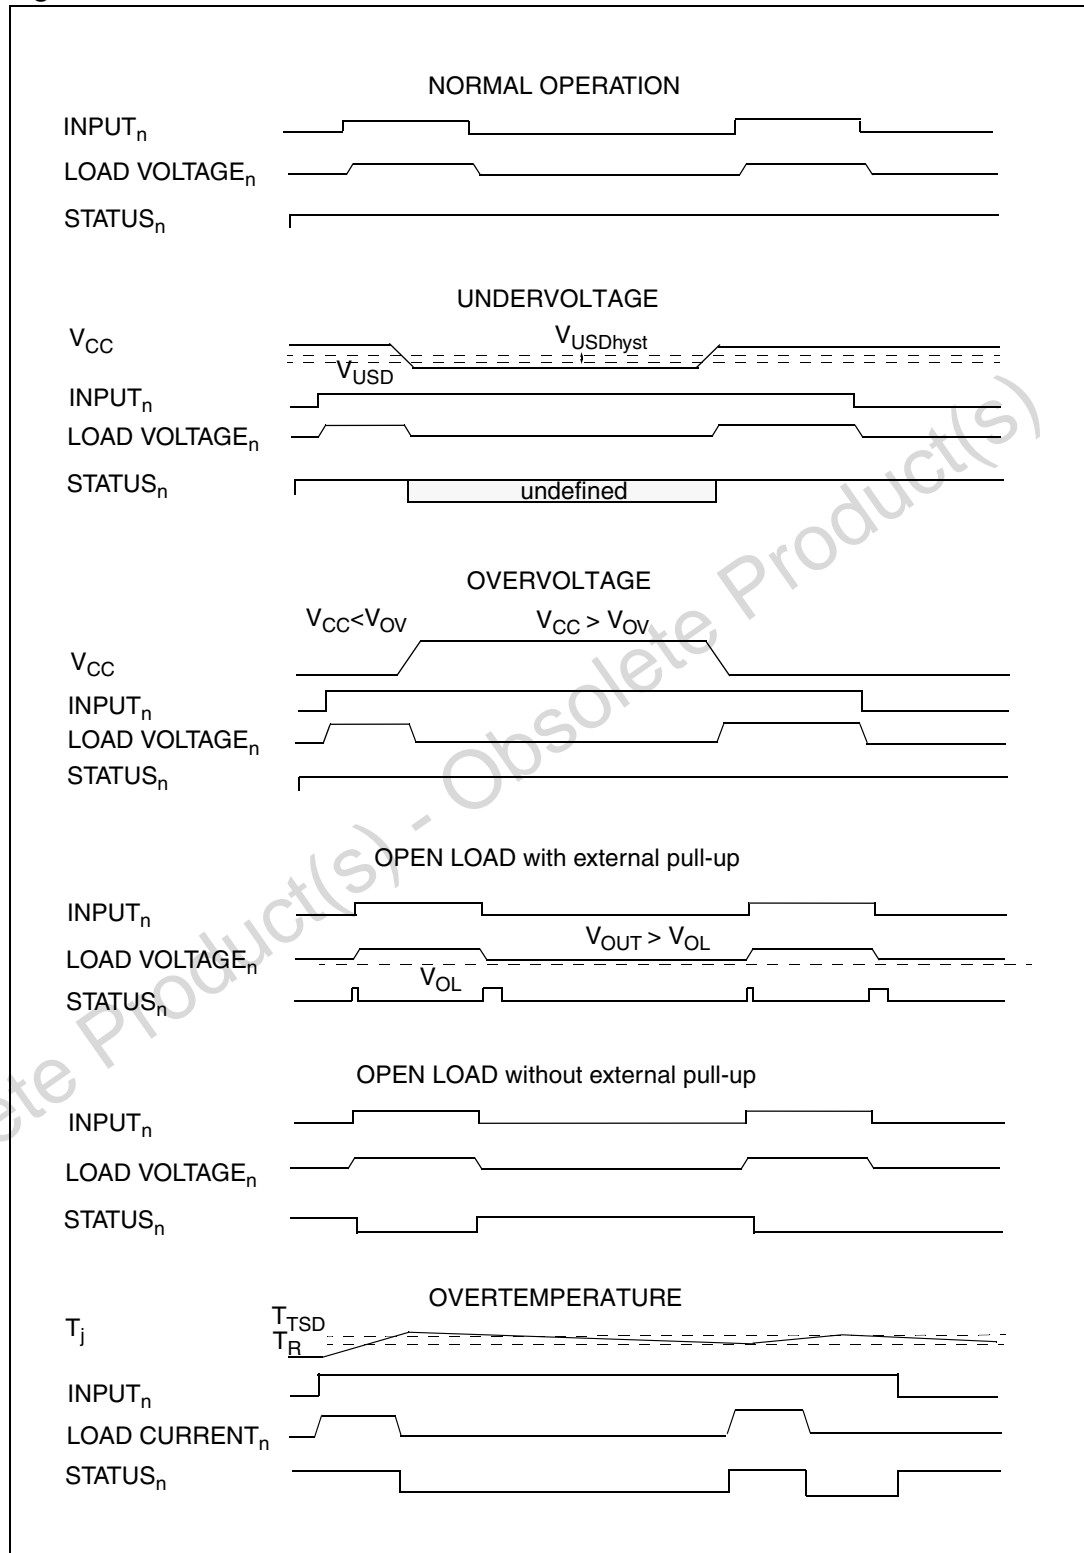 NORMAL OPERATION
INPUTn
LOAD VOLTAGEn
STATUSn
UNDERVOLTAGE
VCC
VUSDhyst
VUSD
INPUTn
LOAD VOLTAGEn
STATUSn
undefined
OVERVOLTAGE
VCC<VOV
VCC > VOV
VCC
INPUTn
LOAD VOLTAGEn
STATUSn
OPEN LOAD with external pull-up
INPUTn
VOUT > VOL
LOAD VOLTAGEn
VOL
STATUSn
OPEN LOAD without external pull-up
INPUTn
LOAD VOLTAGEn
STATUSn
OVERTEMPERATURE
Tj
TTSD
TR
INPUTn
LOAD CURRENTn
STATUSn
ete Product(s) - Obsolete Product(s)